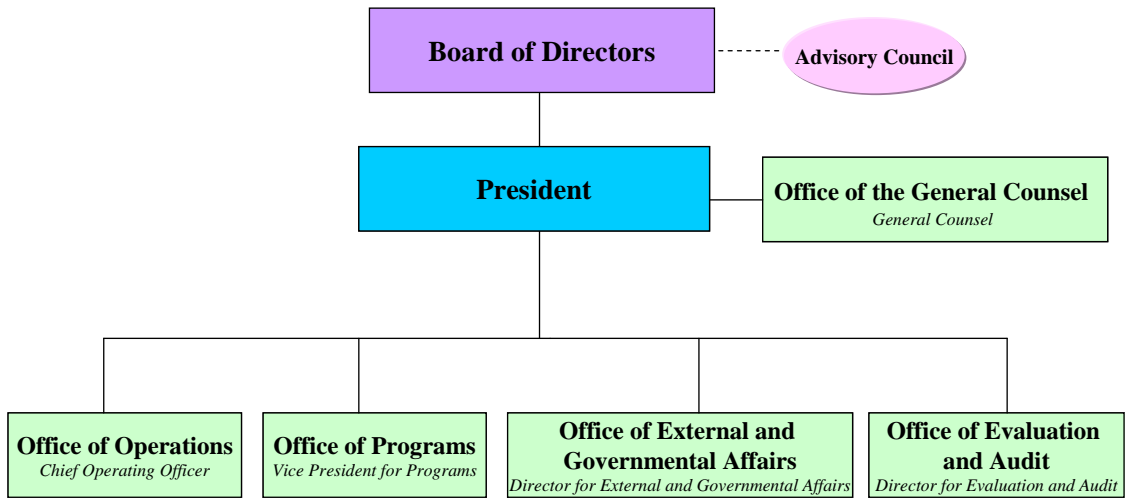 Board of Directors
Advisory Council
President
Office of the General Counsel
General Counsel
Office of Operations
Chief Operating Officer
Office of Programs
Vice President for Programs
Office of External and
Governmental Affairs
Director for External and Governmental Affairs
Office of Evaluation
and Audit
Director for Evaluation and Audit